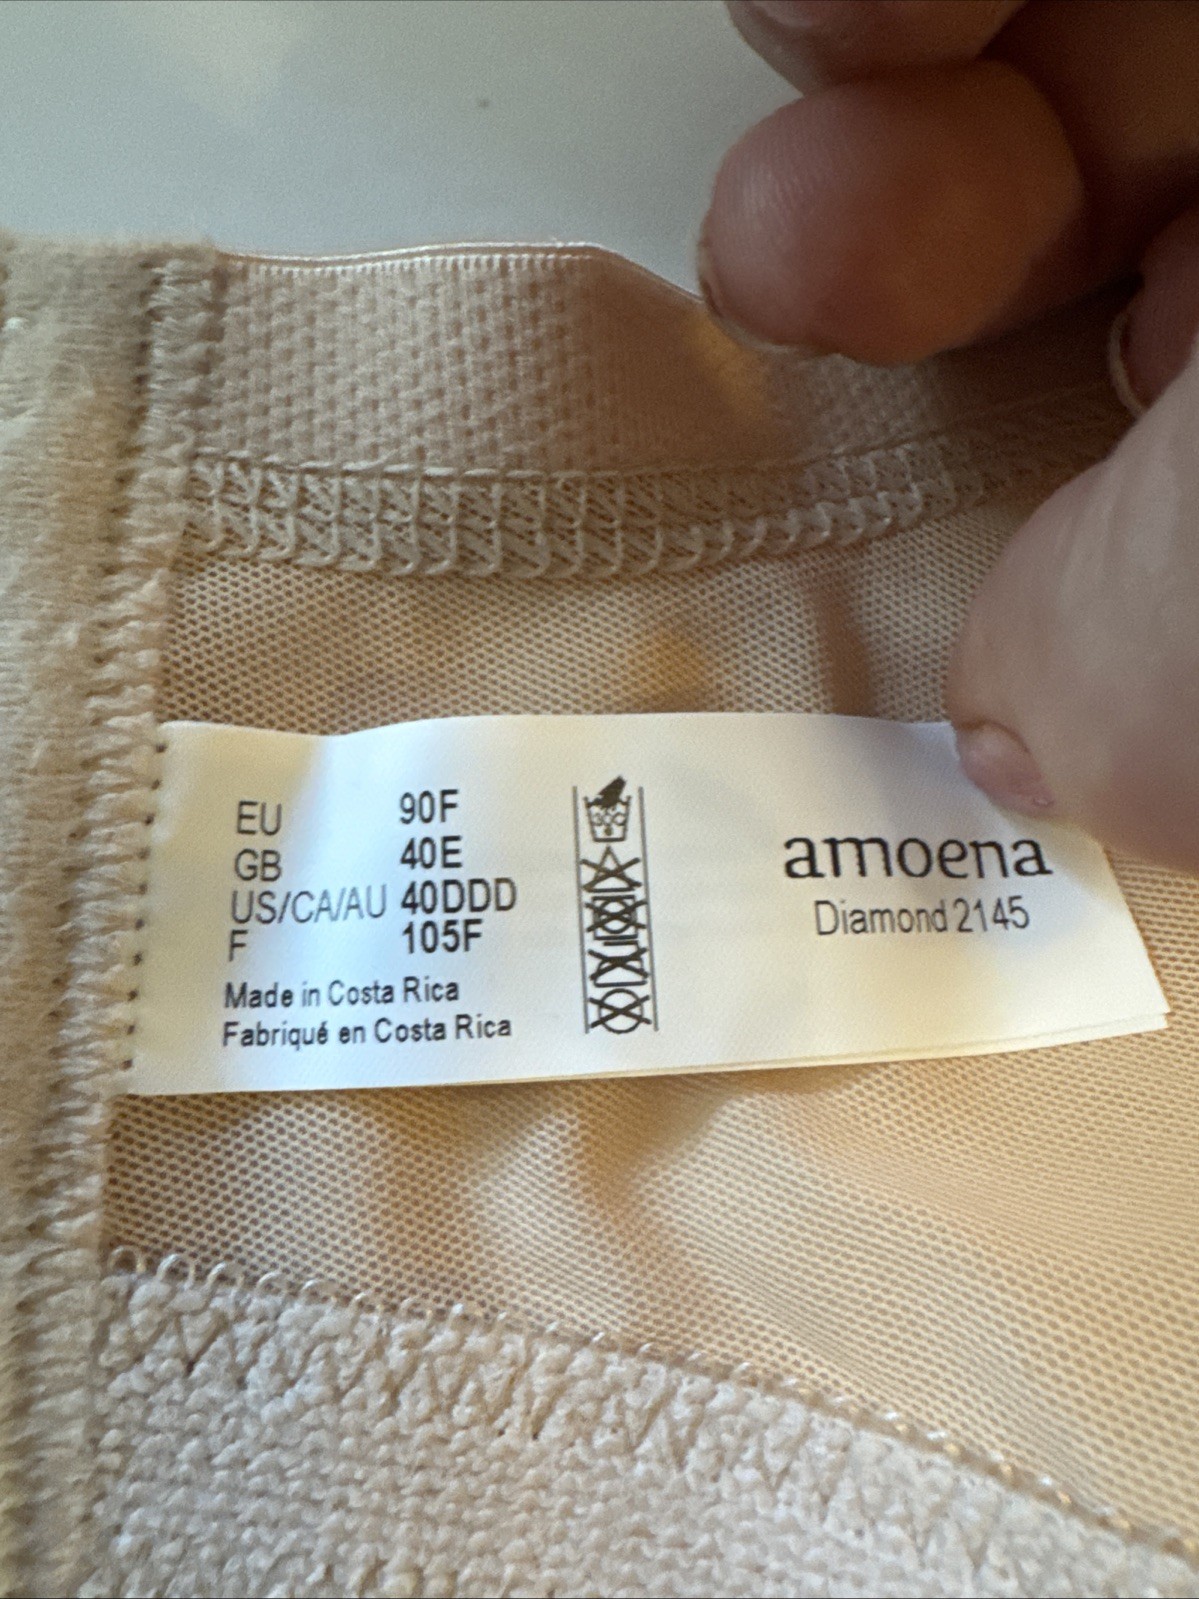 EU 90F
GB 40E
US/CA/AU 40DDD
F 105F
Made in Costa Rica
Fabriqué en Costa Rica
30C
amoena
Diamond 2145